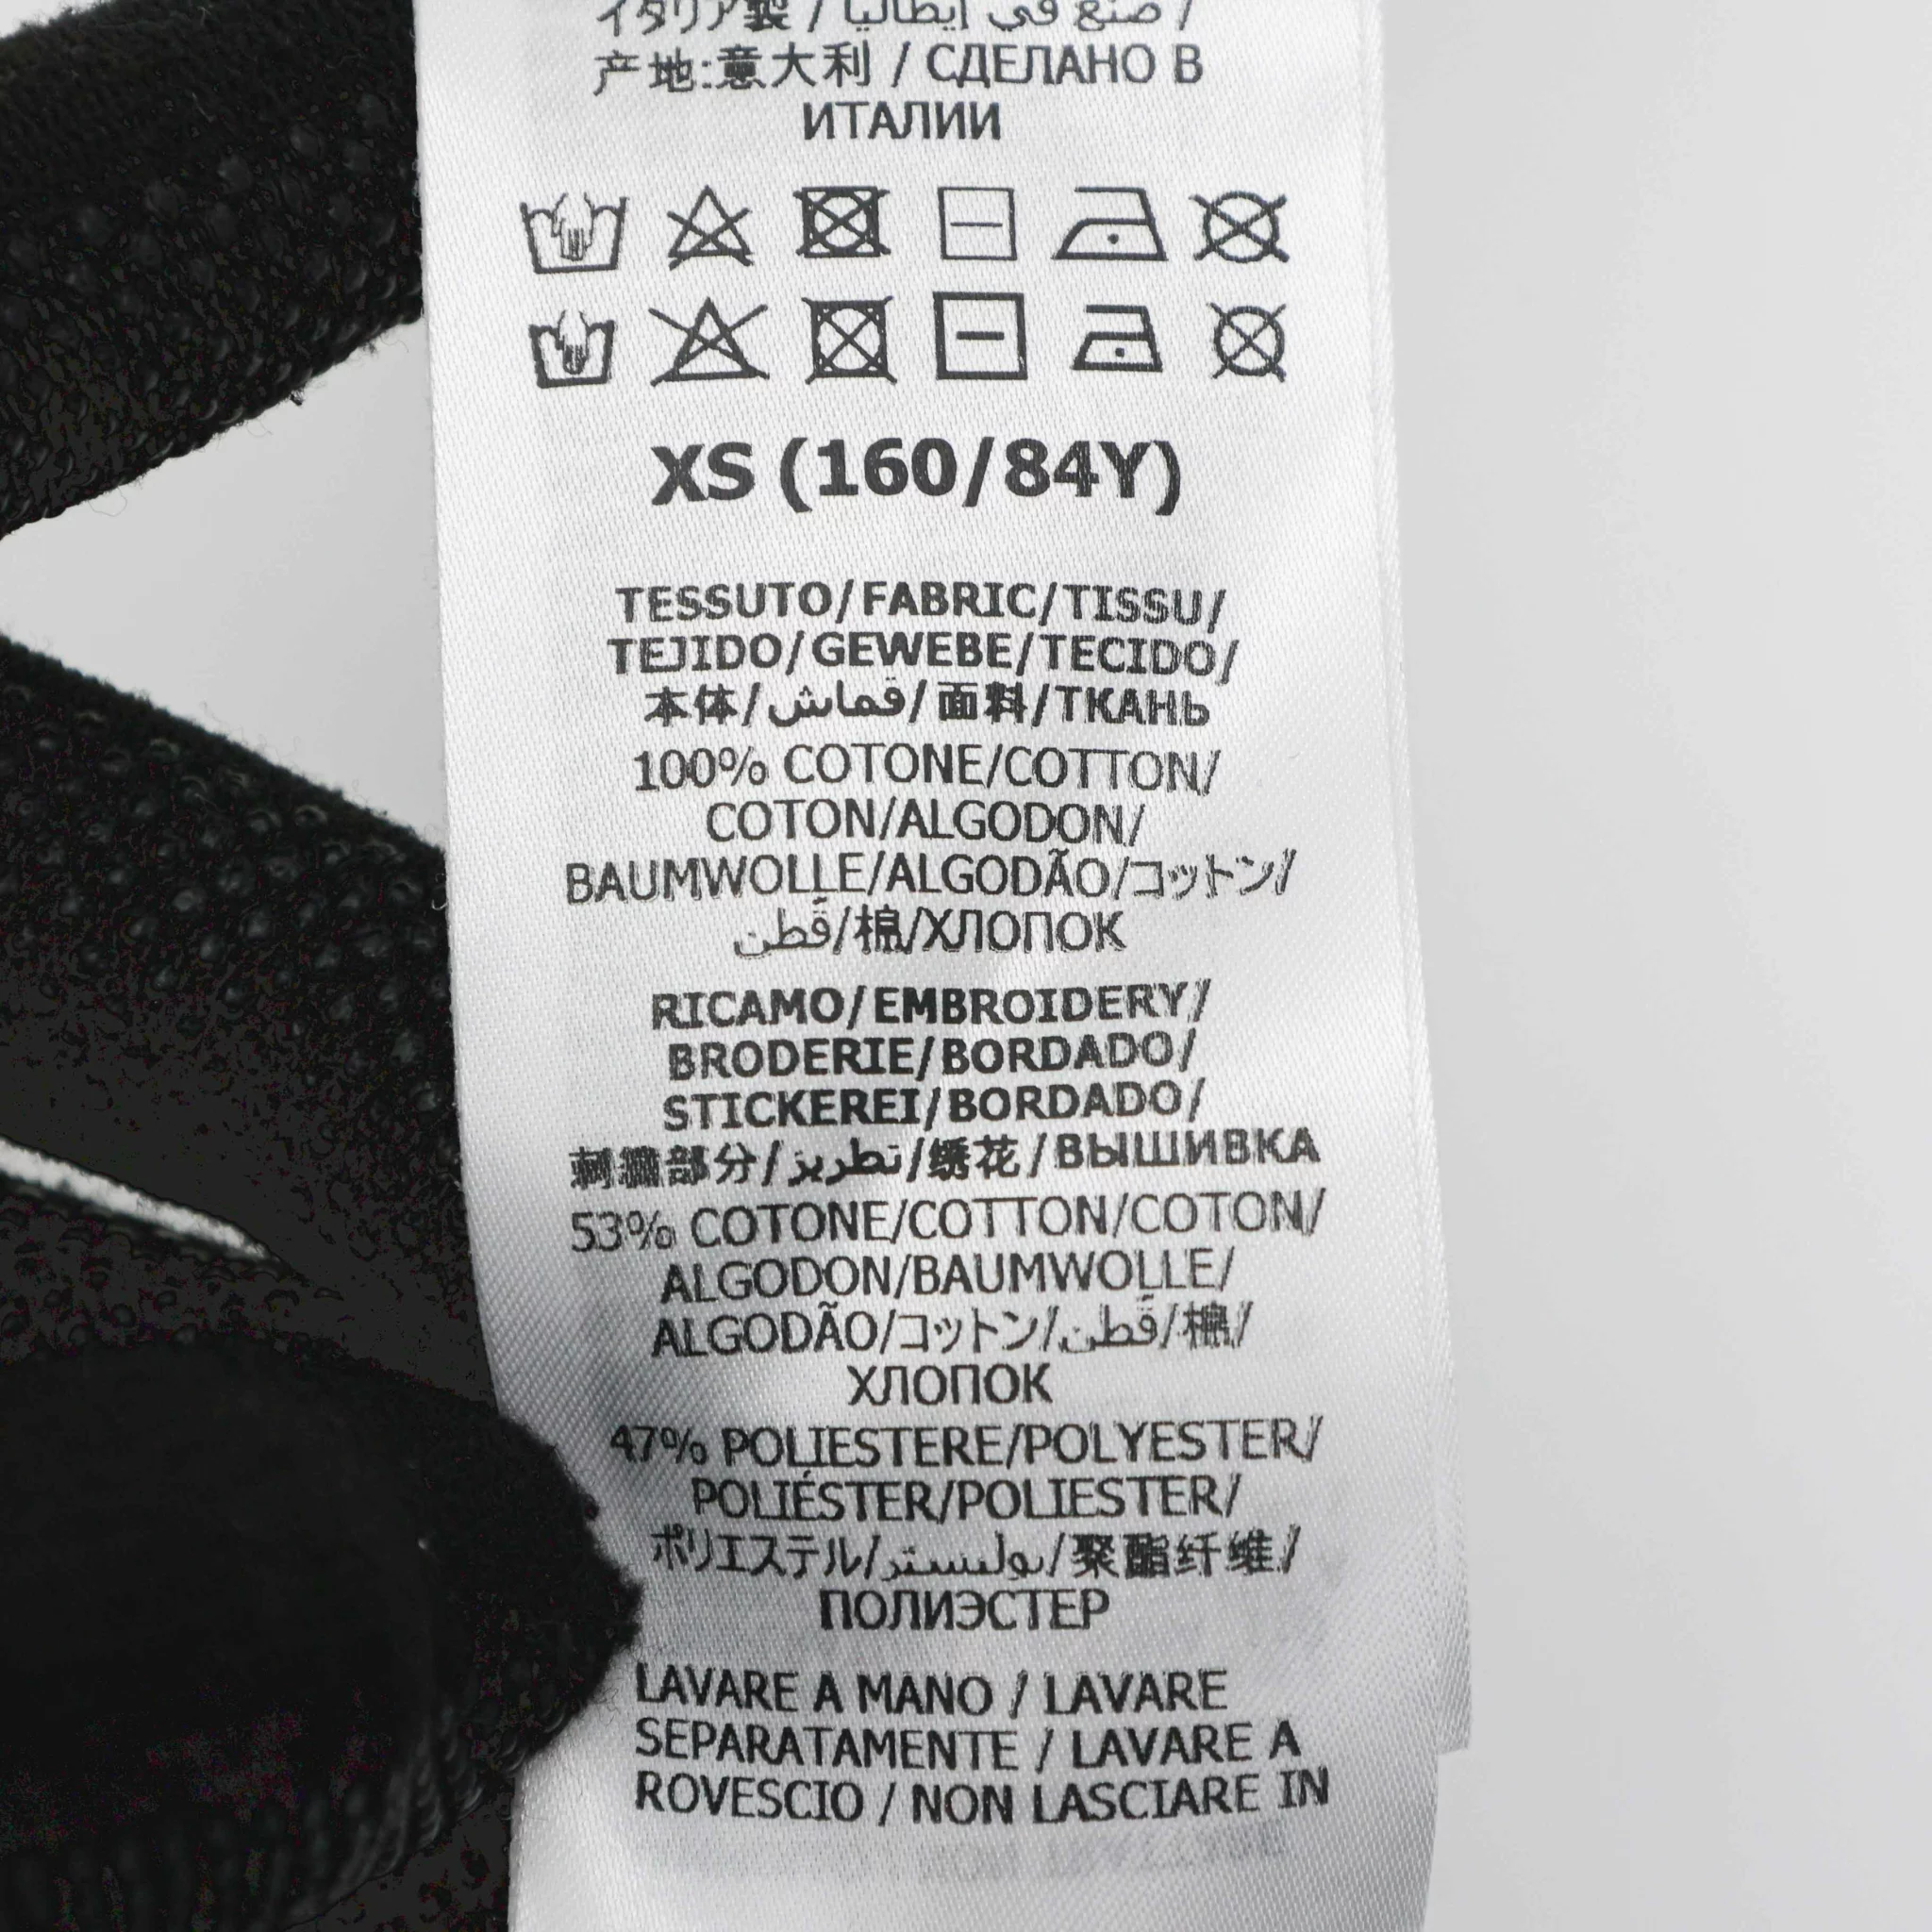 イタリア製 / صنع في إيطاليا /
产地:意大利 / СДЕЛАНО В
ИТАЛИИ
XS (160/84Y)
TESSUTO/FABRIC/TISSU/
TEJIDO/GEWEBE/TECIDO/
本体/قماش/面料/ТКАНЬ
100% COTONE/COTTON/
COTON/ALGODON/
BAUMWOLLE/ALGODÃO/コットン/
قطن/棉/ХЛОПОК
RICAMO/EMBROIDERY/
BRODERIE/BORDADO/
STICKEREI/BORDADO/
刺繍部分/تطريز/绣花/ВЫШИВКА
53% COTONE/COTTON/COTON/
ALGODON/BAUMWOLLE/
ALGODÃO/コットン/قطن/棉/
ХЛОПОК
47% POLIESTERE/POLYESTER/
POLIÉSTER/POLIESTER/
ポリエステル/بوليستر/聚酯纤维/
ПОЛИЭСТЕР
LAVARE A MANO / LAVARE
SEPARATAMENTE / LAVARE A
ROVESCIO / NON LASCIARE IN